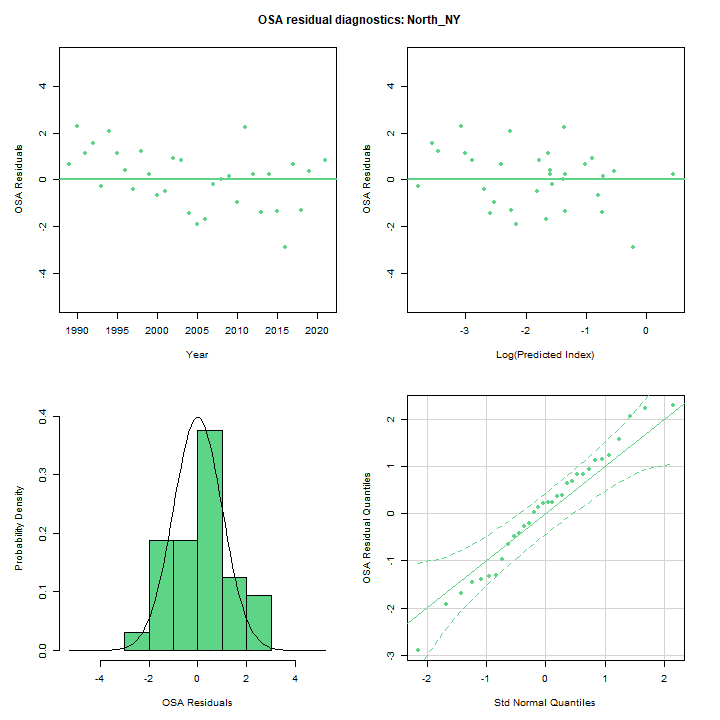 OSA residual diagnostics: North_NY
OSA Residuals
4
2
0
-2
-4
1990 1995 2000 2005 2010 2015 2020
Year
OSA Residuals
4
2
0
-2
-4
-3 -2 -1 0
Log(Predicted Index)
Probability Density
0.4
0.3
0.2
0.1
0.0
-4 -2 0 2 4
OSA Residuals
OSA Residual Quantiles
2
1
0
-1
-2
-3
-2 -1 0 1 2
Std Normal Quantiles